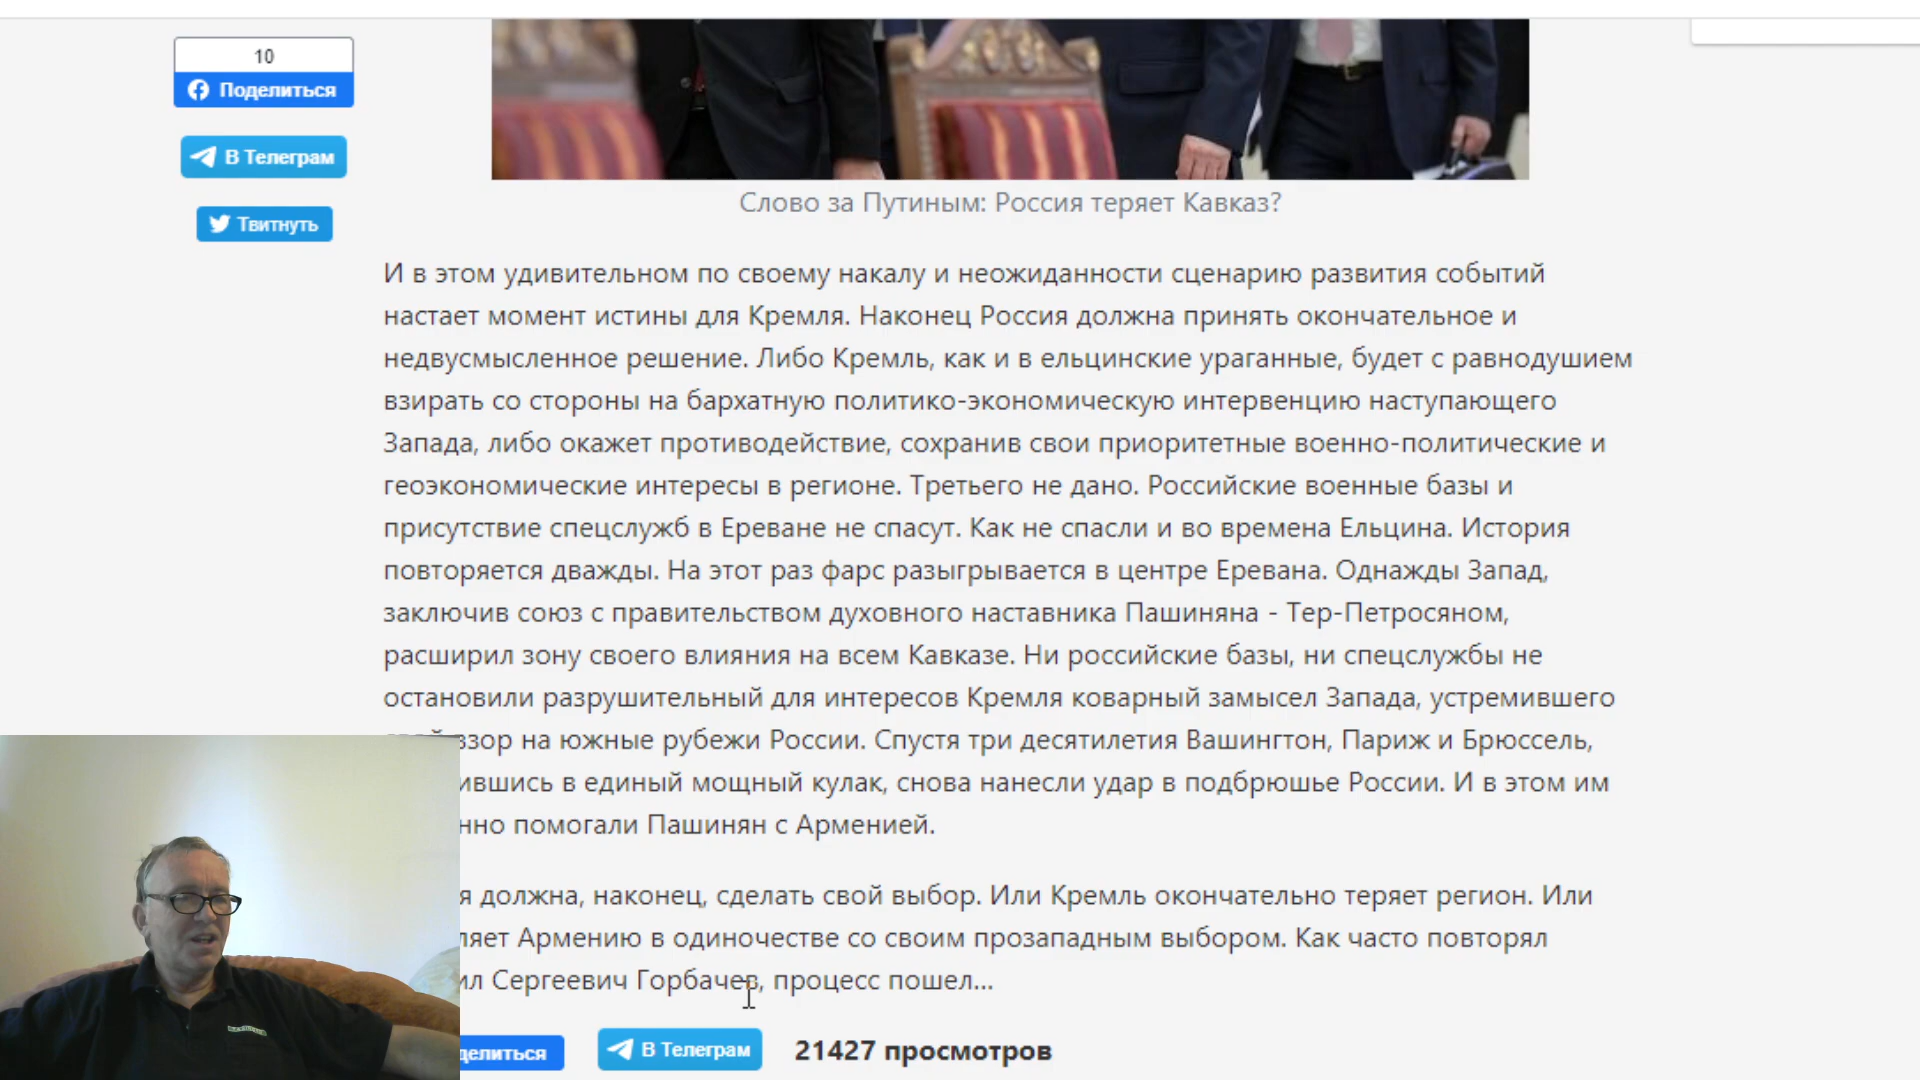 10
Поделиться
В Телеграм
Твитнуть
Слово за Путиным: Россия теряет Кавказ?
И в этом удивительном по своему накалу и неожиданности сценарию развития событий
настает момент истины для Кремля. Наконец Россия должна принять окончательное и
недвусмысленное решение. Либо Кремль, как и в ельцинские ураганные, будет с равнодушием
взирать со стороны на бархатную политико-экономическую интервенцию наступающего
Запада, либо окажет противодействие, сохранив свои приоритетные военно-политические и
геоэкономические интересы в регионе. Третьего не дано. Российские военные базы и
присутствие спецслужб в Ереване не спасут. Как не спасли и во времена Ельцина. История
повторяется дважды. На этот раз фарс разыгрывается в центре Еревана. Однажды Запад,
заключив союз с правительством духовного наставника Пашиняна - Тер-Петросяном,
расширил зону своего влияния на всем Кавказе. Ни российские базы, ни спецслужбы не
остановили разрушительный для интересов Кремля коварный замысел Запада, устремившего
взор на южные рубежи России. Спустя три десятилетия Вашингтон, Париж и Брюссель,
ившись в единый мощный кулак, снова нанесли удар в подбрюшье России. И в этом им
нно помогали Пашинян с Арменией.
я должна, наконец, сделать свой выбор. Или Кремль окончательно теряет регион. Или
ляет Армению в одиночестве со своим прозападным выбором. Как часто повторял
ил Сергеевич Горбачев, процесс пошел...
делиться
В Телеграм
21427 просмотров